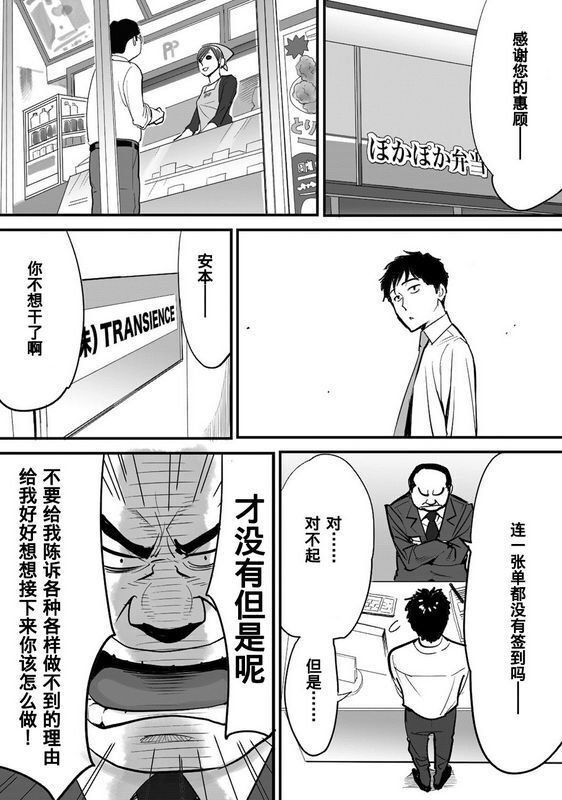 感谢您的惠顾——
ぽかぽか弁当
とり
安本——
你不想干了啊
株) TRANSIENCE
连一张单都没有签到吗——
对……
对不起
但是……
才没有但是呢
不要给我陈诉各种各样做不到的理由
给我好好想想接下来你该怎么做！